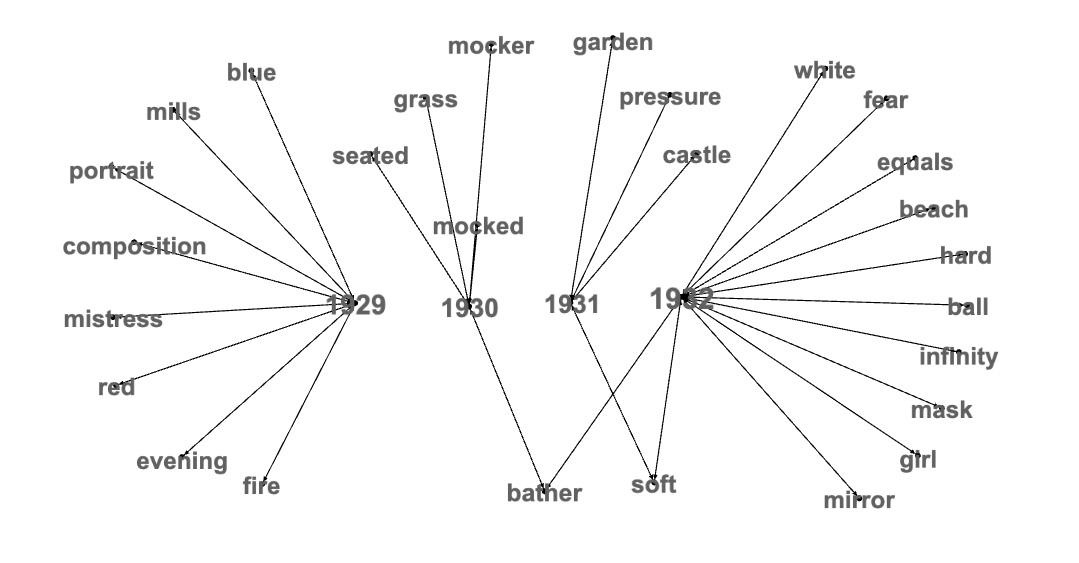 mocker
garden
blue
white
grass
pressure
fear
mills
seated
castle
equals
portrait
beach
mocked
composition
hard
1929
1930
1931
1932
ball
mistress
infinity
red
mask
evening
girl
fire
bather
soft
mirror